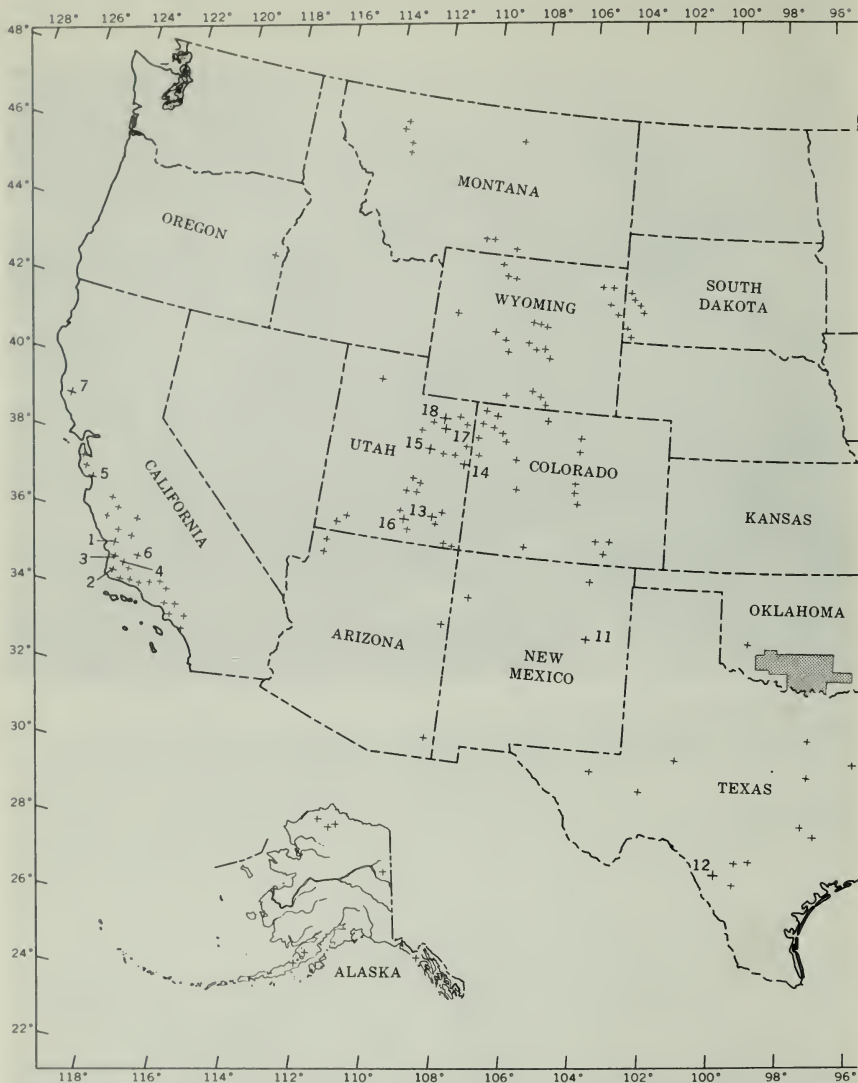 128° 126° 124° 122° 120° 118° 116° 114° 112° 110° 108° 106° 104° 102° 100° 98° 96°
48°
46°
MONTANA
44°
OREGON
42°
SOUTH
DAKOTA
WYOMING
40°
7
38°
18
17
UTAH
15
COLORADO
14
5
CALIFORNIA
36°
13
16
KANSAS
1
6
3
4
34°
2
OKLAHOMA
ARIZONA
11
32°
NEW
MEXICO
30°
TEXAS
28°
12
26°
24°
ALASKA
22°
118° 116° 114° 112° 110° 108° 106° 104° 102° 100° 98° 96°